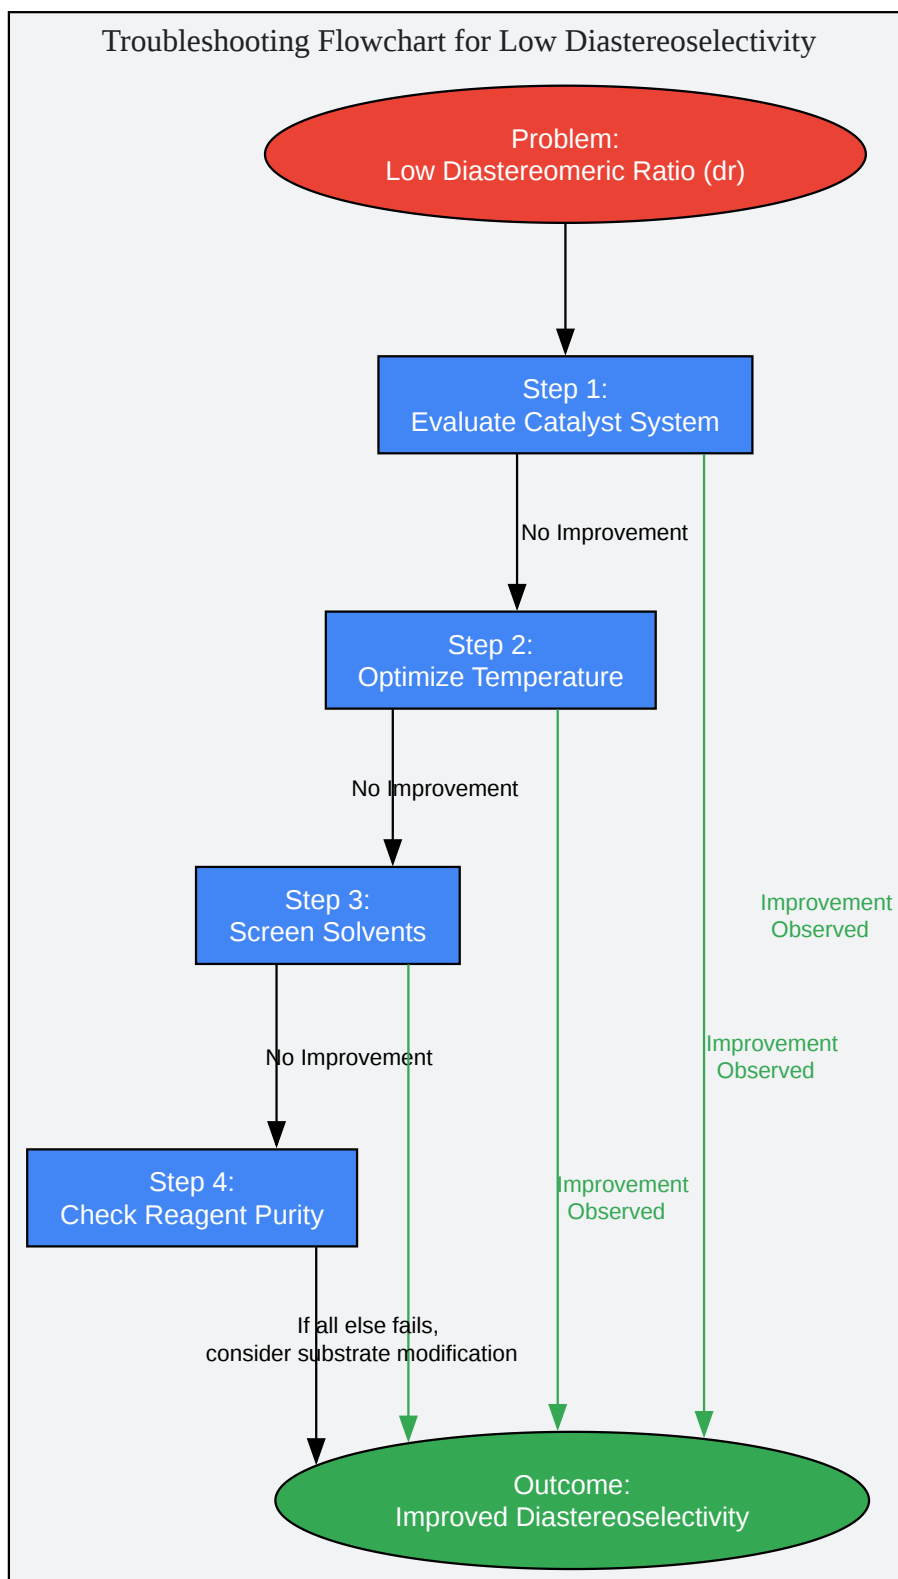 Troubleshooting Flowchart for Low Diastereoselectivity
Problem:
Low Diastereomeric Ratio (dr)
Step 1:
Evaluate Catalyst System
No Improvement
Step 2:
Optimize Temperature
No Improvement
Step 3:
Screen Solvents
Improvement
Observed
No Improvement
Improvement
Observed
Step 4:
Check Reagent Purity
Improvement
Observed
If all else fails,
consider substrate modification
Outcome:
Improved Diastereoselectivity